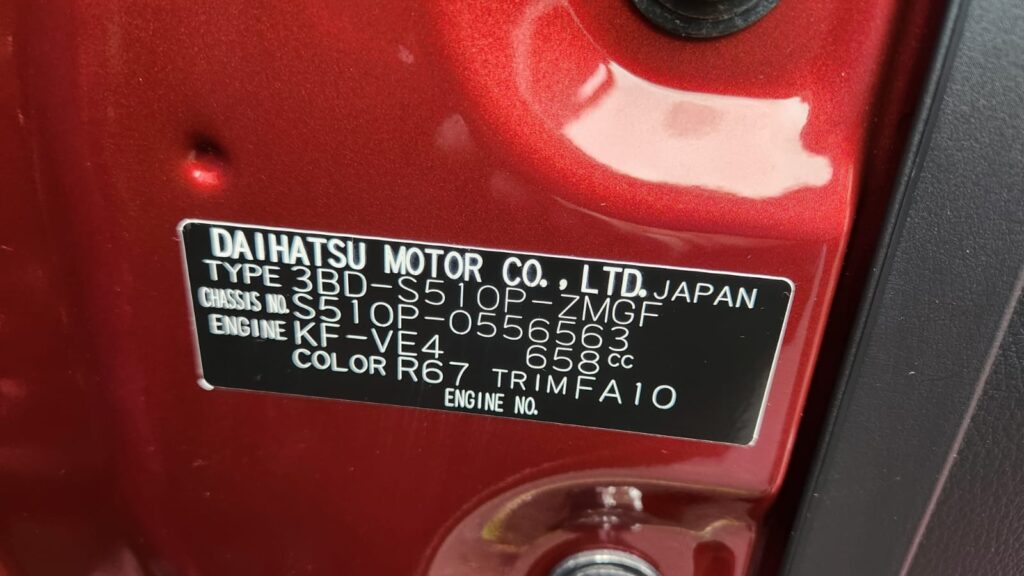 DAIHATSU MOTOR CO., LTD. JAPAN
TYPE 3BD-S510P-ZMGF
CHASSIS NO. S510P-0556563
ENGINE KF-VE4 658cc
COLOR R67 TRIM FA10
ENGINE NO.